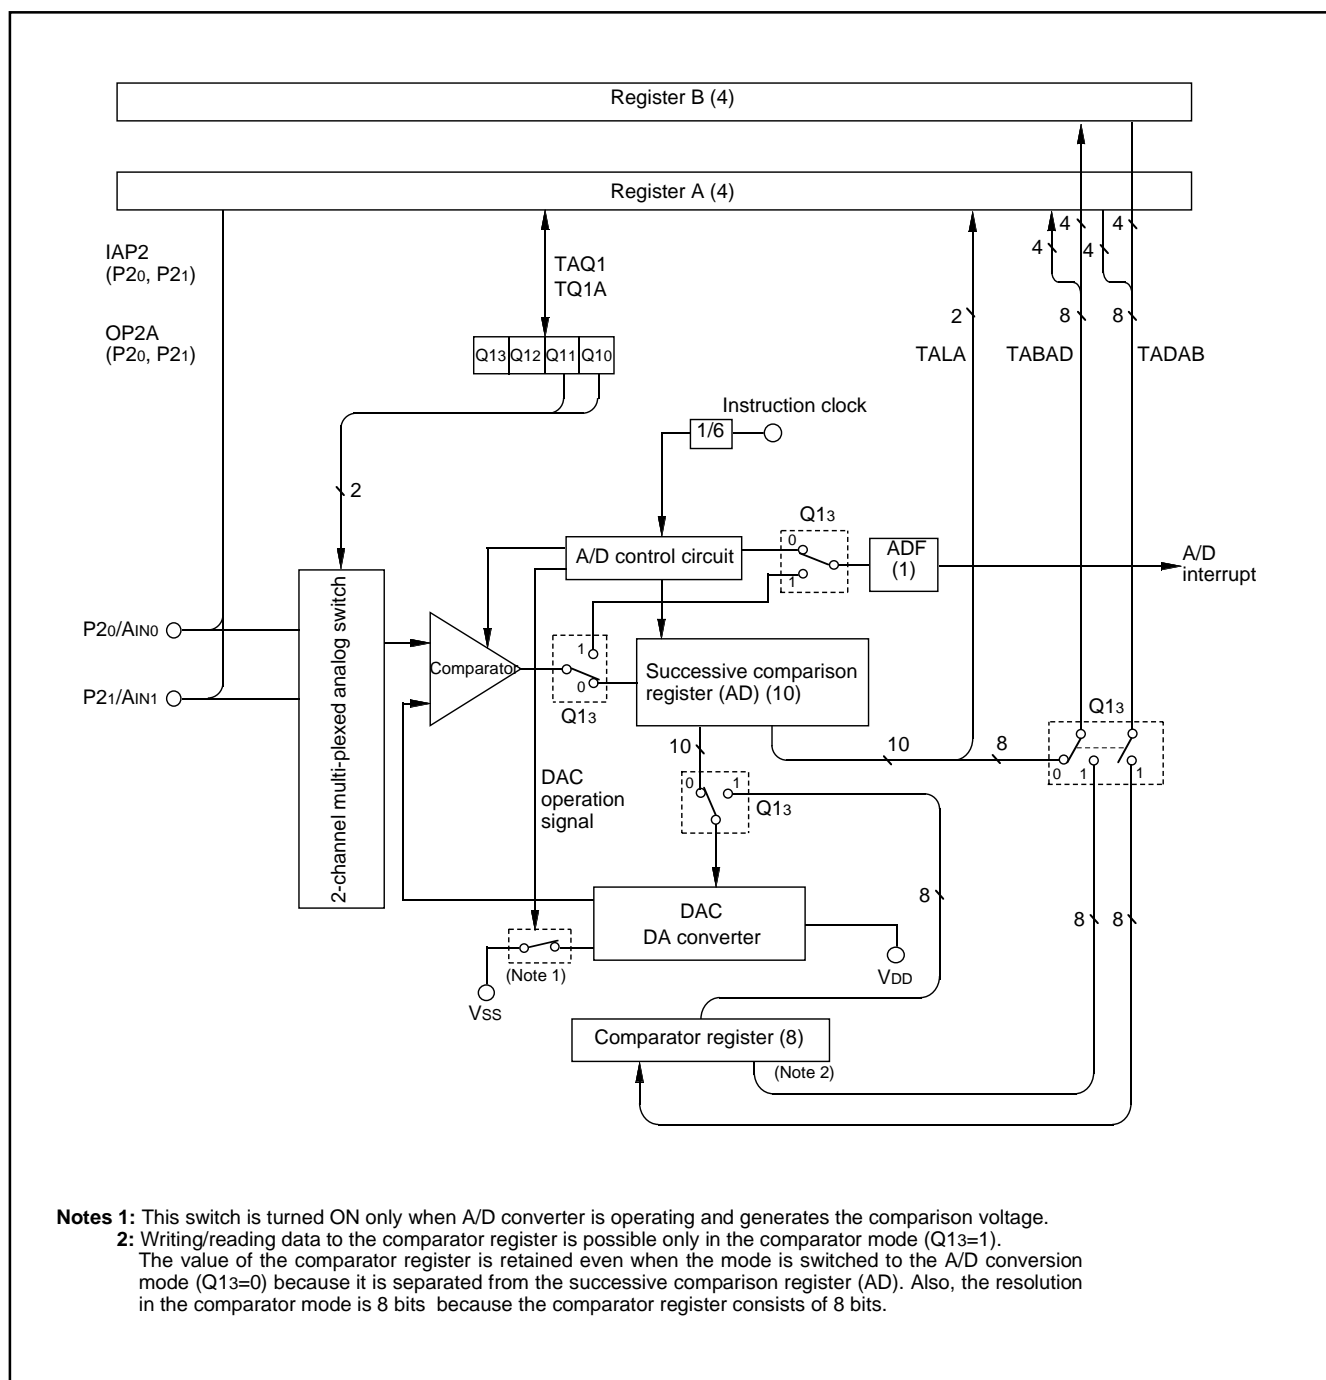 Register B (4)
Register A (4)
IAP2
(P20, P21)
OP2A
(P20, P21)
TAQ1
TQ1A
4
4
4
4
2
8
8
TALA
TABAD
TADAB
Q13 Q12 Q11 Q10
Instruction clock
1/6
2
Q13
0
1
A/D control circuit
ADF
(1)
A/D
interrupt
P20/AIN0
P21/AIN1
2-channel multi-plexed analog switch
Comparator
1
0
Q13
Successive comparison
register (AD) (10)
Q13
10
10
8
0
1
1
DAC
operation
signal
0
1
Q13
8
8
8
DAC
DA converter
(Note 1)
VSS
VDD
Comparator register (8)
(Note 2)
Notes 1: This switch is turned ON only when A/D converter is operating and generates the comparison voltage.
2: Writing/reading data to the comparator register is possible only in the comparator mode (Q13=1).
The value of the comparator register is retained even when the mode is switched to the A/D conversion
mode (Q13=0) because it is separated from the successive comparison register (AD). Also, the resolution
in the comparator mode is 8 bits because the comparator register consists of 8 bits.